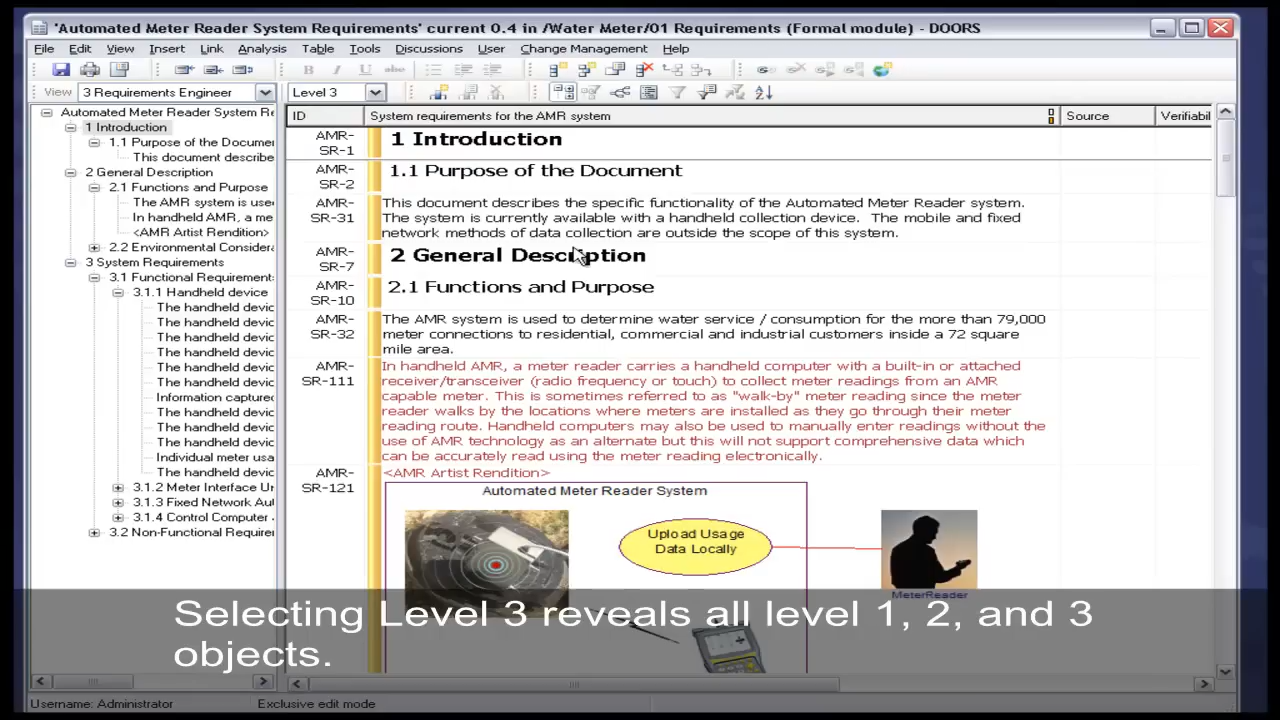 'Automated Meter Reader System Requirements' current 0.4 in /Water Meter/01 Requirements (Formal module) - DOORS
File Edit View Insert Link Analysis Table Tools Discussions User Change Management Help
B I U abc
View 3 Requirements Engineer Level 3
Automated Meter Reader System Re
1 Introduction
1.1 Purpose of the Documer
This document describe
2 General Description
2.1 Functions and Purpose
The AMR system is use
In handheld AMR, a me
<AMR Artist Rendition>
2.2 Environmental Consider
3 System Requirements
3.1 Functional Requirement
3.1.1 Handheld device
The handheld devic
The handheld devic
The handheld devic
The handheld devic
The handheld devic
The handheld devic
Information capture
The handheld devic
The handheld devic
The handheld devic
Individual meter usa
The handheld devic
3.1.2 Meter Interface Ur
3.1.3 Fixed Network Aut
3.1.4 Control Computer
3.2 Non-Functional Require
ID System requirements for the AMR system Source Verifiabil
AMR-SR-1 1 Introduction
AMR-SR-2 1.1 Purpose of the Document
AMR-SR-31 This document describes the specific functionality of the Automated Meter Reader system.
The system is currently available with a handheld collection device. The mobile and fixed
network methods of data collection are outside the scope of this system.
AMR-SR-7 2 General Description
AMR-SR-10 2.1 Functions and Purpose
AMR-SR-32 The AMR system is used to determine water service / consumption for the more than 79,000
meter connections to residential, commercial and industrial customers inside a 72 square
mile area.
AMR-SR-111 In handheld AMR, a meter reader carries a handheld computer with a built-in or attached
receiver/transceiver (radio frequency or touch) to collect meter readings from an AMR
capable meter. This is sometimes referred to as "walk-by" meter reading since the meter
reader walks by the locations where meters are installed as they go through their meter
reading route. Handheld computers may also be used to manually enter readings without the
use of AMR technology as an alternate but this will not support comprehensive data which
can be accurately read using the meter reading electronically.
AMR-SR-121 <AMR Artist Rendition>
Automated Meter Reader System
Upload Usage
Data Locally
MeterReader
Selecting Level 3 reveals all level 1, 2, and 3
objects.
Username: Administrator Exclusive edit mode